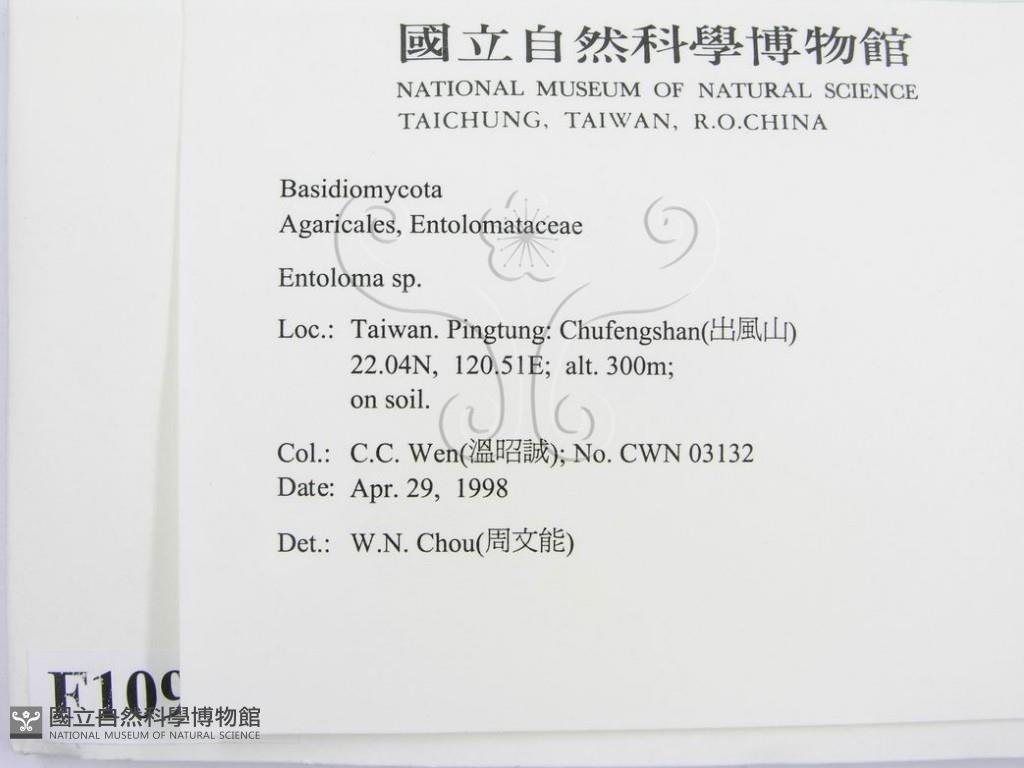 國立自然科學博物館
NATIONAL MUSEUM OF NATURAL SCIENCE
TAICHUNG, TAIWAN, R.O.CHINA
Basidiomycota
Agaricales, Entolomataceae
Entoloma sp.
Loc.: Taiwan. Pingtung: Chufengshan(出風山)
22.04N, 120.51E; alt. 300m;
on soil.
Col.: C.C. Wen(溫昭誠); No. CWN 03132
Date: Apr. 29, 1998
Det.: W.N. Chou(周文能)
F109
國立自然科學博物館
NATIONAL MUSEUM OF NATURAL SCIENCE